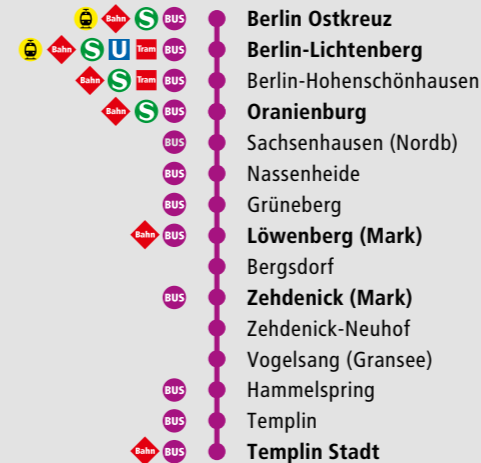 Bahn S BUS Berlin Ostkreuz
Bahn S U Tram BUS Berlin-Lichtenberg
Bahn S Tram BUS Berlin-Hohenschönhausen
Bahn S BUS Oranienburg
BUS Sachsenhausen (Nordb)
BUS Nassenheide
BUS Grüneberg
Bahn BUS Löwenberg (Mark)
Bergsdorf
BUS Zehdenick (Mark)
Zehdenick-Neuhof
Vogelsang (Gransee)
BUS Hammelspring
BUS Templin
Bahn BUS Templin Stadt